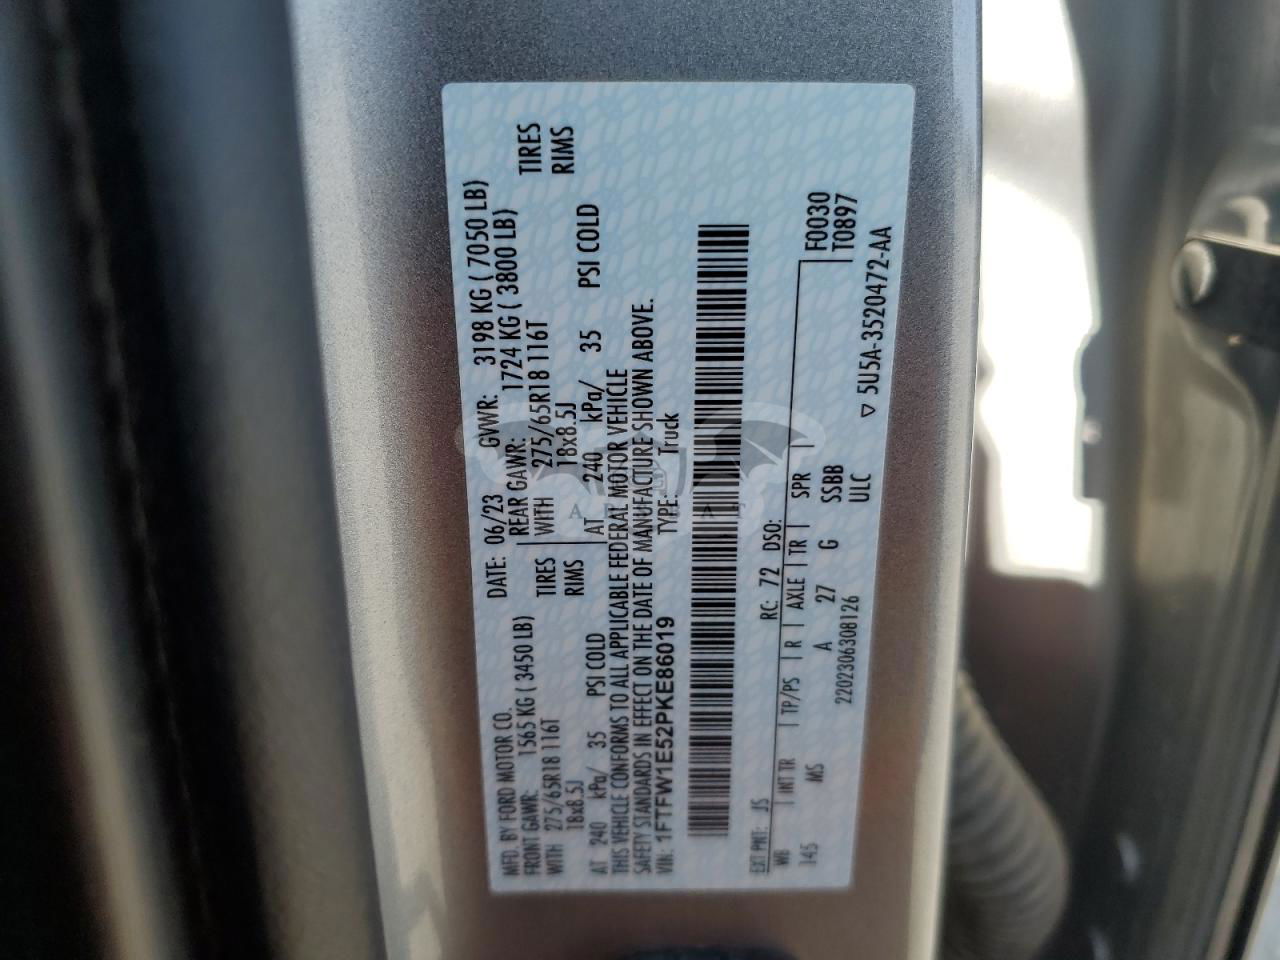 MFD. BY FORD MOTOR CO. DATE: 06/23 GVWR: 3198 KG ( 7050 LB)
FRONT GAWR: 1565 KG ( 3450 LB) REAR GAWR: 1724 KG ( 3800 LB)
WITH 275/65R18 116T TIRES WITH 275/65R18 116T TIRES
18x8.5J RIMS 18x8.5J RIMS
AT 240 kPa/ 35 PSI COLD AT 240 kPa/ 35 PSI COLD
THIS VEHICLE CONFORMS TO ALL APPLICABLE FEDERAL MOTOR VEHICLE
SAFETY STANDARDS IN EFFECT ON THE DATE OF MANUFACTURE SHOWN ABOVE.
VIN: 1FTFW1E52PKE86019 TYPE: Truck
EXT PNT: JS RC: 72 DSO:
WB INT TR TP/PS R AXLE TR SPR F0030
145 MS A 27 G SSBB T0897
2202306308126 ULC
▽ 5U5A-3520472-AA